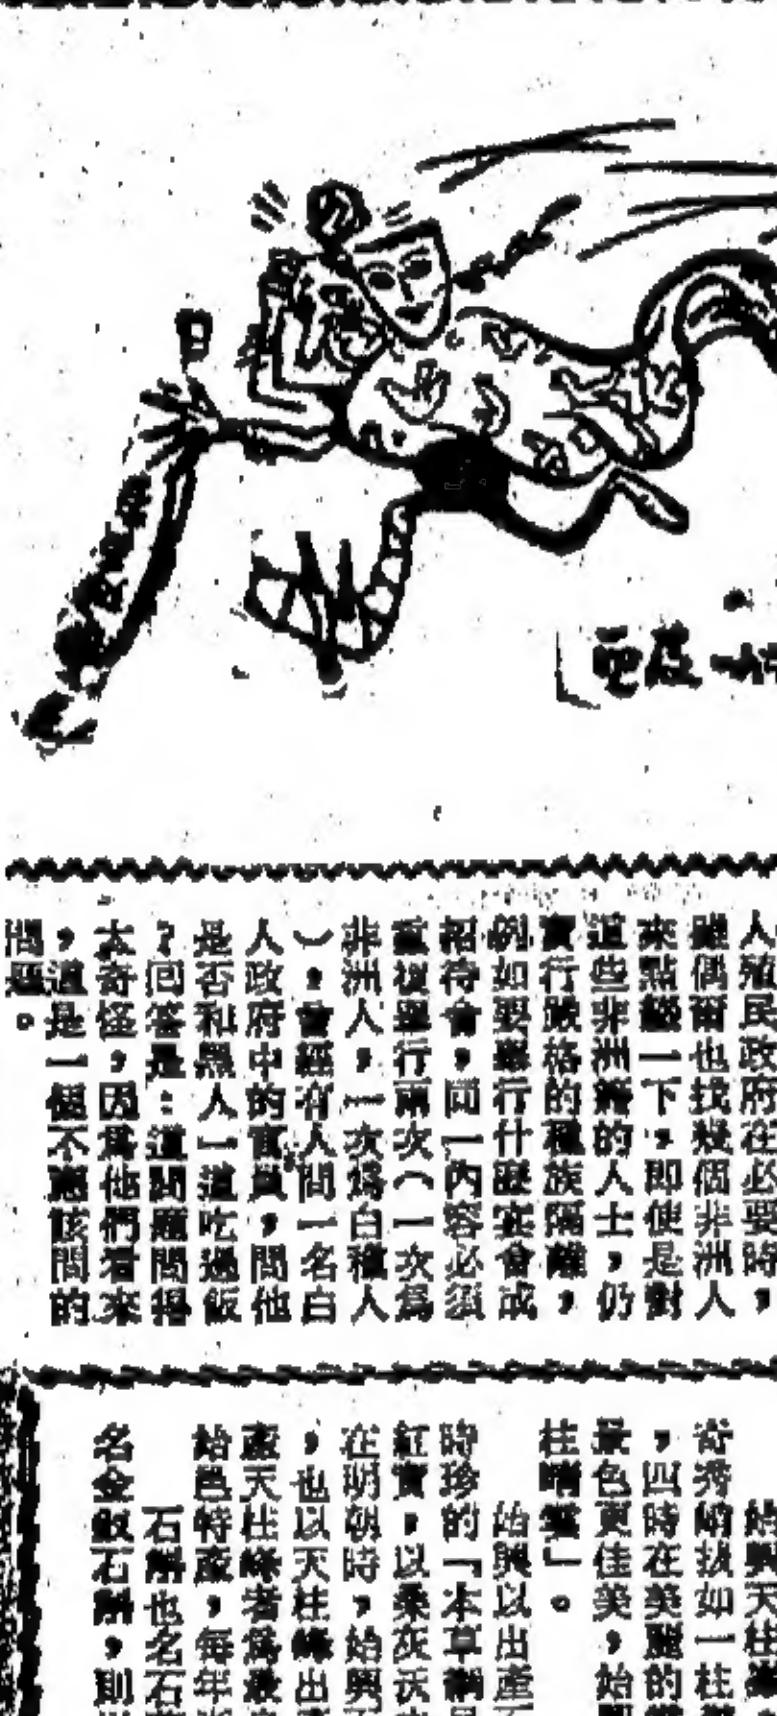 人殖民政府在必要時，
雖偶爾也找幾個非洲人
來點綴一下，即使是對
這些非洲籍的人士，仍
實行嚴格的種族隔離，
例如要舉行什麼宴會或
招待會，同一內容必須
重複舉行兩次（一次爲
非洲人，一次爲白種人
），曾經有人問一名白
人政府中的官員，問他
是否和黑人一道吃過飯
？回答是：這問題問得
太奇怪，因爲他們看來
，這是一個不應該問的
問題。
始興天柱
奇秀峭拔如一柱
，四時在美麗的
景色更佳美，始
柱晴
始興以出產
時珍的「本草綱
紅實，以桑灰沃
在明朝時，始興
，也以天柱峰出
產天柱峰者爲最
始邑特產，每年
石斛也名石
名金釵石斛，則